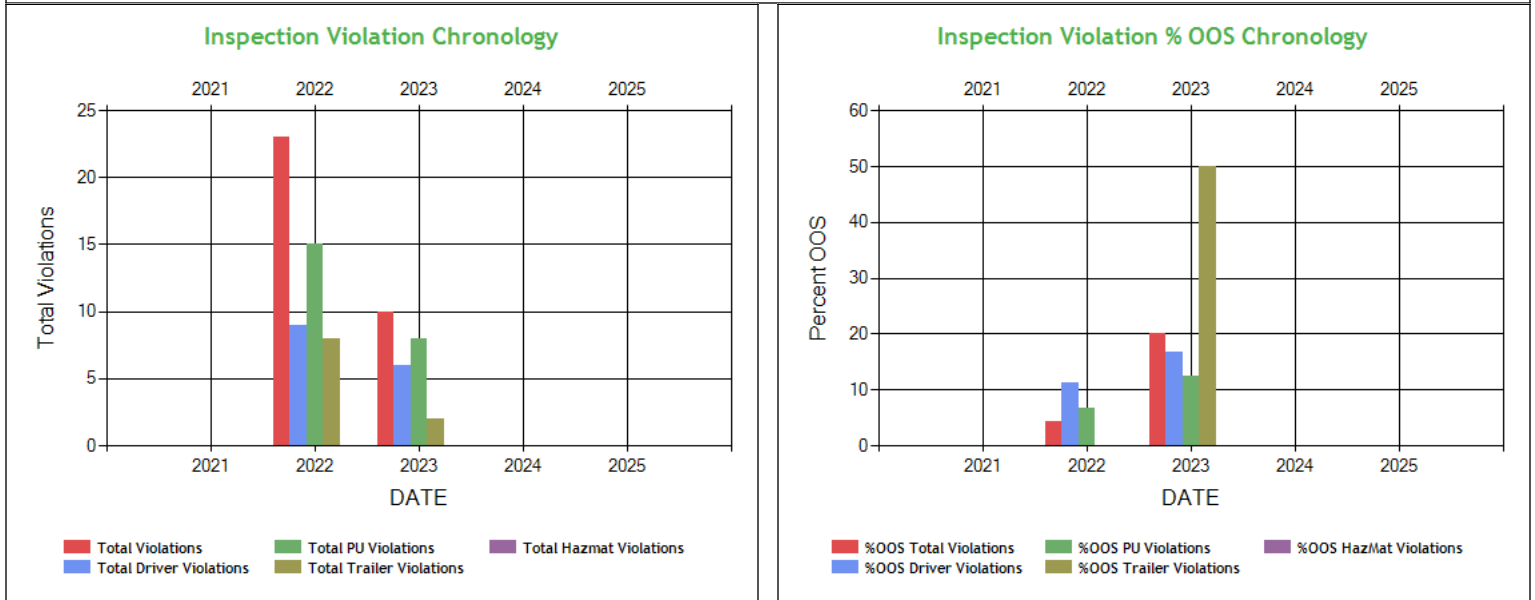 Inspection Violation Chronology
2021 2022 2023 2024 2025
25
20
15
10
5
0
Total Violations
2021 2022 2023 2024 2025
DATE
Total Violations Total PU Violations Total Hazmat Violations
Total Driver Violations Total Trailer Violations
Inspection Violation % OOS Chronology
2021 2022 2023 2024 2025
60
50
40
30
20
10
0
Percent OOS
2021 2022 2023 2024 2025
DATE
%OOS Total Violations %OOS PU Violations %OOS HazMat Violations
%OOS Driver Violations %OOS Trailer Violations